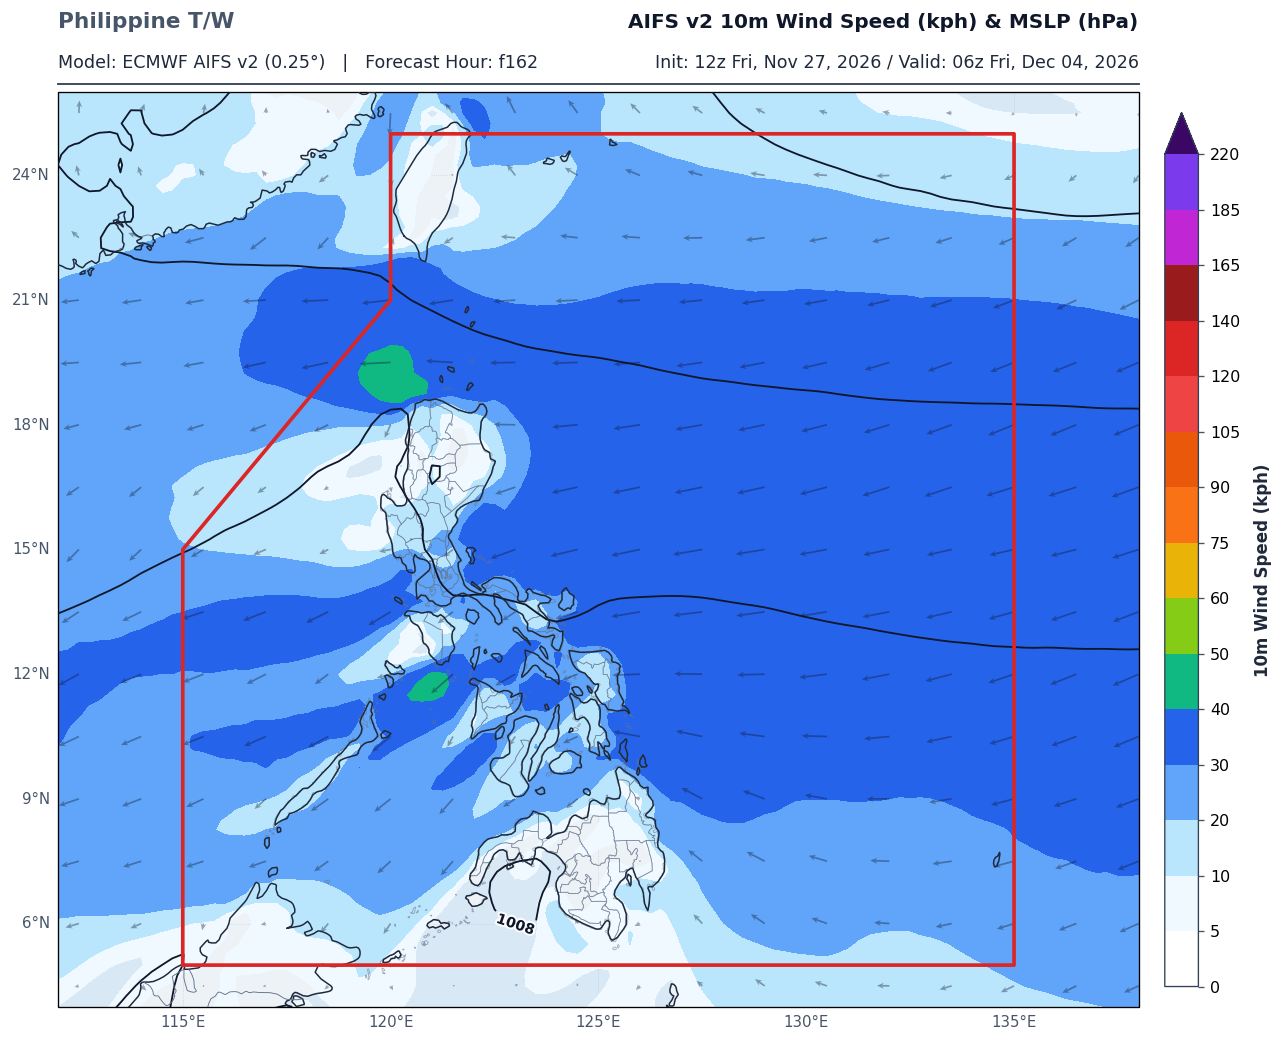 Philippine T/W
AIFS v2 10m Wind Speed (kph) & MSLP (hPa)
Model: ECMWF AIFS v2 (0.25°) | Forecast Hour: f162
Init: 12z Fri, Nov 27, 2026 / Valid: 06z Fri, Dec 04, 2026
24°N
21°N
18°N
15°N
12°N
9°N
6°N
1008
115°E
120°E
125°E
130°E
135°E
220
185
165
140
120
105
90
75
60
50
40
30
20
10
5
0
10m Wind Speed (kph)